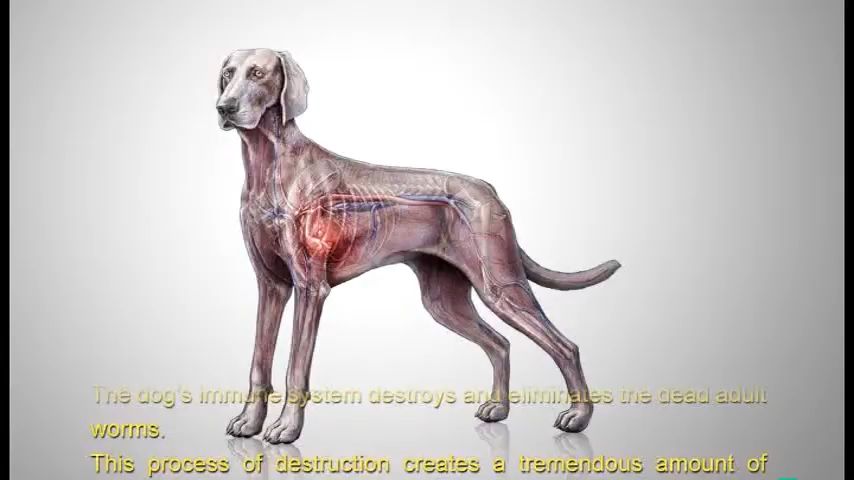 The dog's immune system destroys and eliminates the dead adult
worms.
This process of destruction creates a tremendous amount of